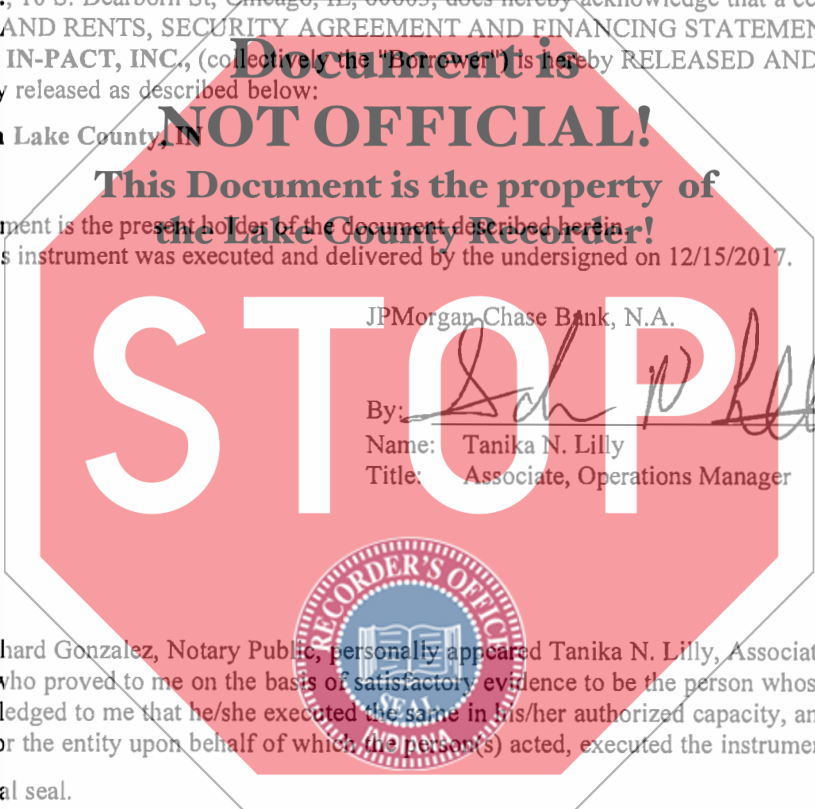 10 S. Dearborn St, Chicago, IL, 60603, does hereby acknowledge that a
AND RENTS, SECURITY AGREEMENT AND FINANCING STATEMEN
IN-PACT, INC., (collectively the "Borrower") is hereby RELEASED AND
Document is
y released as described below:
NOT OFFICIAL!
Lake County, IN
This Document is the property of
the Lake County Recorder!
ment is the present holder of the document described herein.
s instrument was executed and delivered by the undersigned on 12/15/2017.
STOP
JPMorgan Chase Bank, N.A.
By:
Name: Tanika N. Lilly
Title: Associate, Operations Manager
RECORDER'S OFFICE
SEAL
INDIANA
hard Gonzalez, Notary Public, personally appeared Tanika N. Lilly, Associat
who proved to me on the basis of satisfactory evidence to be the person whos
ledged to me that he/she executed the same in his/her authorized capacity, an
or the entity upon behalf of which the person(s) acted, executed the instrumen
al seal.